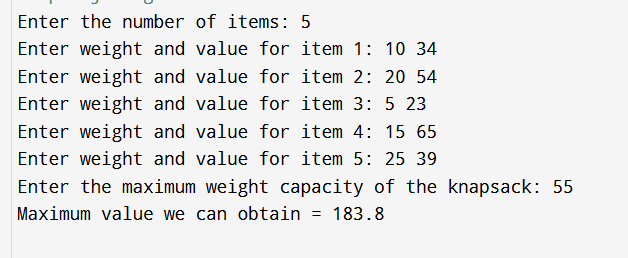 Enter the number of items: 5
Enter weight and value for item 1: 10 34
Enter weight and value for item 2: 20 54
Enter weight and value for item 3: 5 23
Enter weight and value for item 4: 15 65
Enter weight and value for item 5: 25 39
Enter the maximum weight capacity of the knapsack: 55
Maximum value we can obtain = 183.8